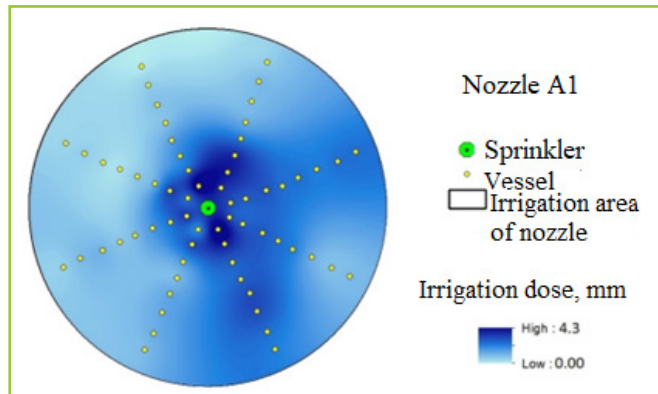 Nozzle A1
Sprinkler
Vessel
Irrigation area
of nozzle
Irrigation dose, mm
High : 4.3
Low : 0.00